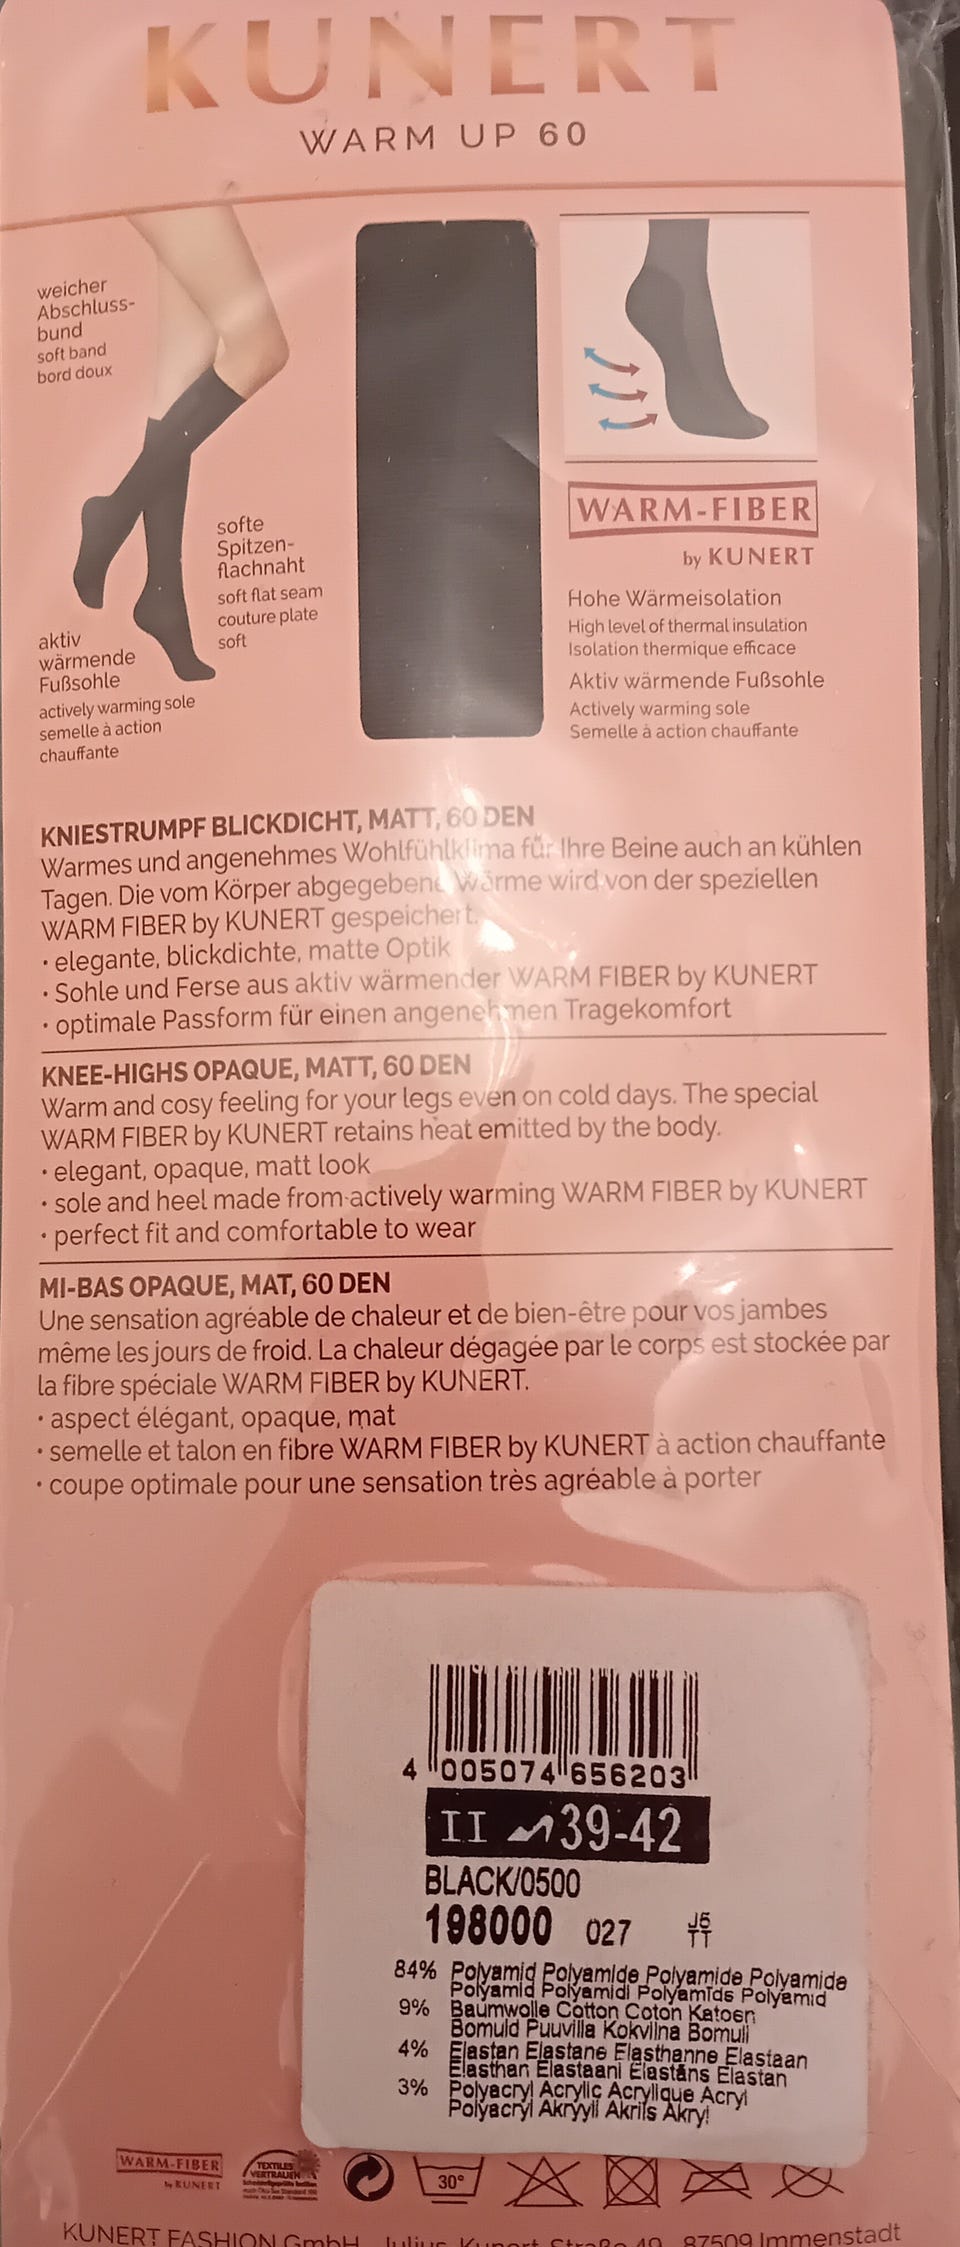 KUNERT
WARM UP 60
weicher
Abschluss-
bund
soft band
bord doux
softe
Spitzen-
flachnaht
soft flat seam
couture plate
soft
aktiv
wärmende
Fußsohle
actively warming sole
semelle à action
chauffante
WARM-FIBER
by KUNERT
Hohe Wärmeisolation
High level of thermal insulation
Isolation thermique efficace
Aktiv wärmende Fußsohle
Actively warming sole
Semelle à action chauffante
KNIESTRUMPF BLICKDICHT, MATT, 60 DEN
Warmes und angenehmes Wohlfühlklima für Ihre Beine auch an kühlen
Tagen. Die vom Körper abgegebene Wärme wird von der speziellen
WARM FIBER by KUNERT gespeichert.
• elegante, blickdichte, matte Optik
• Sohle und Ferse aus aktiv wärmender WARM FIBER by KUNERT
• optimale Passform für einen angenehmen Tragekomfort
KNEE-HIGHS OPAQUE, MATT, 60 DEN
Warm and cosy feeling for your legs even on cold days. The special
WARM FIBER by KUNERT retains heat emitted by the body.
• elegant, opaque, matt look
• sole and heel made from actively warming WARM FIBER by KUNERT
• perfect fit and comfortable to wear
MI-BAS OPAQUE, MAT, 60 DEN
Une sensation agréable de chaleur et de bien-être pour vos jambes
même les jours de froid. La chaleur dégagée par le corps est stockée par
la fibre spéciale WARM FIBER by KUNERT.
• aspect élégant, opaque, mat
• semelle et talon en fibre WARM FIBER by KUNERT à action chauffante
• coupe optimale pour une sensation très agréable à porter
4 005074 656203
II 39-42
BLACK/0500
198000 027 J5
TT
84% Polyamid Polyamide Polyamide Polyamide
Polyamid Polyamidi Polyamīds Polyamid
9% Baumwolle Cotton Coton Katoen
Bomuld Puuvilla Kokvilna Bomull
4% Elastan Elastane Elasthanne Elastaan
Elasthan Elastaani Elastāns Elastan
3% Polyacryl Acrylic Acrylique Acryl
Polyacryl Akryyli Akrils Akryl
WARM-FIBER
by KUNERT
TEXTILES
VERTRAUEN
30°
KUNERT FASHION GmbH Julius-Kunert-Straße 49 87509 Immenstadt